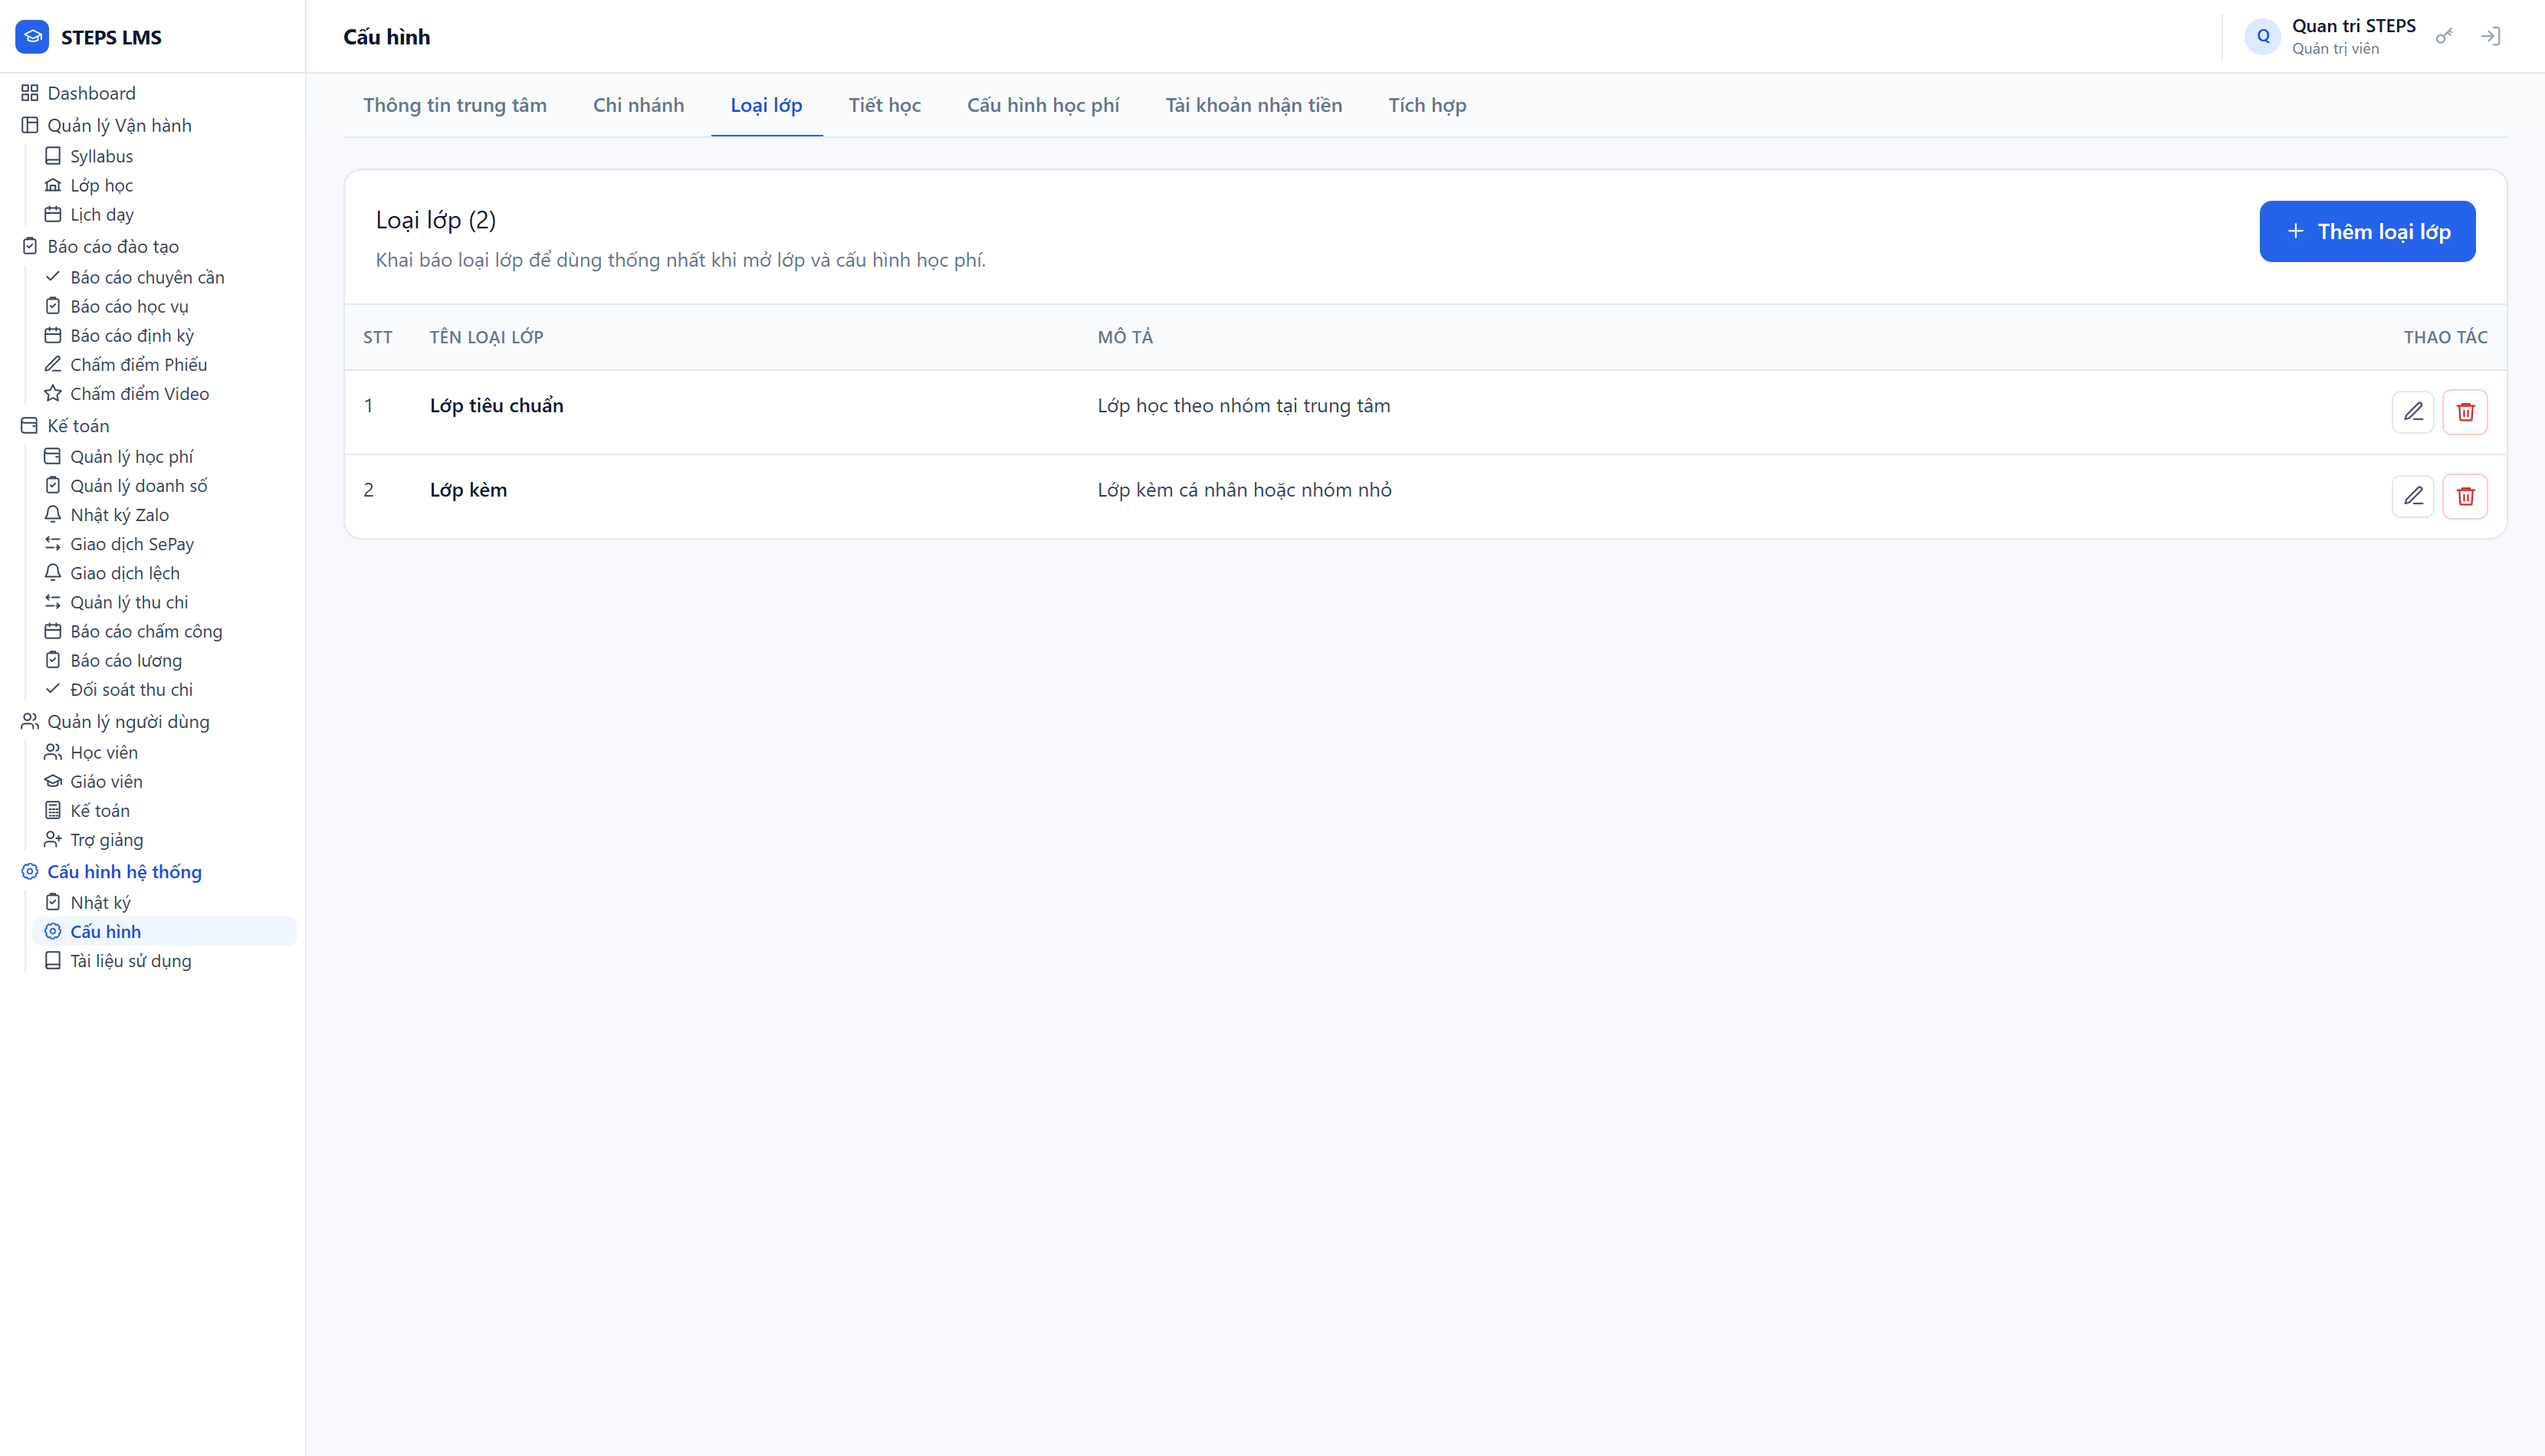 STEPS LMS
Cấu hình
Q
Quan tri STEPS
Quản trị viên
Dashboard
Quản lý Vận hành
Syllabus
Lớp học
Lịch dạy
Báo cáo đào tạo
Báo cáo chuyên cần
Báo cáo học vụ
Báo cáo định kỳ
Chấm điểm Phiếu
Chấm điểm Video
Kế toán
Quản lý học phí
Quản lý doanh số
Nhật ký Zalo
Giao dịch SePay
Giao dịch lệch
Quản lý thu chi
Báo cáo chấm công
Báo cáo lương
Đối soát thu chi
Quản lý người dùng
Học viên
Giáo viên
Kế toán
Trợ giảng
Cấu hình hệ thống
Nhật ký
Cấu hình
Tài liệu sử dụng
Thông tin trung tâm Chi nhánh Loại lớp Tiết học Cấu hình học phí Tài khoản nhận tiền Tích hợp
Loại lớp (2)
Khai báo loại lớp để dùng thống nhất khi mở lớp và cấu hình học phí.
+ Thêm loại lớp
STT TÊN LOẠI LỚP MÔ TẢ THAO TÁC
1 Lớp tiêu chuẩn Lớp học theo nhóm tại trung tâm
2 Lớp kèm Lớp kèm cá nhân hoặc nhóm nhỏ